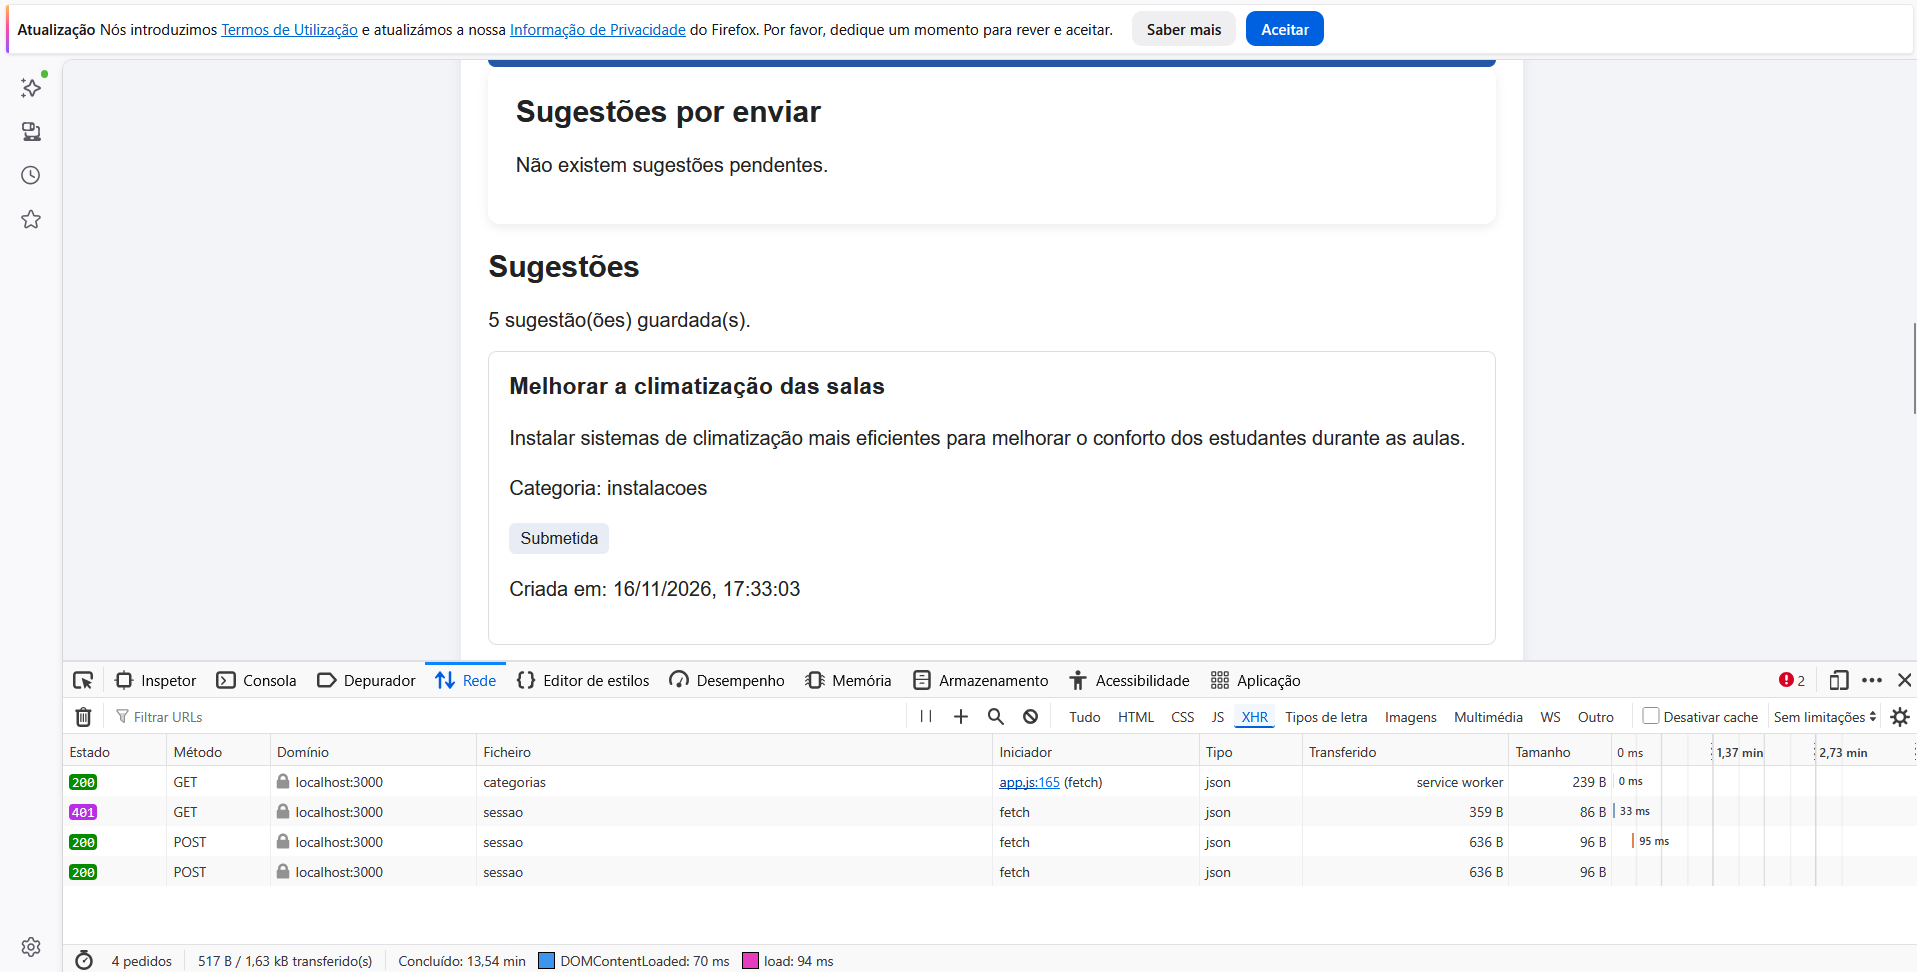 Atualização Nós introduzimos Termos de Utilização e atualizámos a nossa Informação de Privacidade do Firefox. Por favor, dedique um momento para rever e aceitar. Saber mais Aceitar
Sugestões por enviar
Não existem sugestões pendentes.
Sugestões
5 sugestão(ões) guardada(s).
Melhorar a climatização das salas
Instalar sistemas de climatização mais eficientes para melhorar o conforto dos estudantes durante as aulas.
Categoria: instalacoes
Submetida
Criada em: 16/11/2026, 17:33:03
Inspetor Consola Depurador Rede Editor de estilos Desempenho Memória Armazenamento Acessibilidade Aplicação 2
Filtrar URLs Tudo HTML CSS JS XHR Tipos de letra Imagens Multimédia WS Outro Desativar cache Sem limitações
Estado Método Domínio Ficheiro Iniciador Tipo Transferido Tamanho 0 ms 1,37 min 2,73 min
200 GET localhost:3000 categorias app.js:165 (fetch) json service worker 239 B 0 ms
401 GET localhost:3000 sessao fetch json 359 B 86 B 33 ms
200 POST localhost:3000 sessao fetch json 636 B 96 B 95 ms
200 POST localhost:3000 sessao fetch json 636 B 96 B
4 pedidos 517 B / 1,63 kB transferido(s) Concluído: 13,54 min DOMContentLoaded: 70 ms load: 94 ms